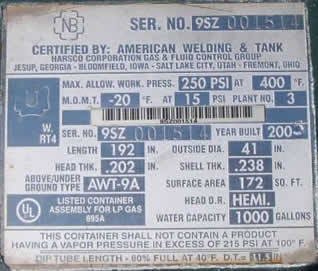 NB
SER. NO. 9SZ 001514
CERTIFIED BY: AMERICAN WELDING & TANK
HARSCO CORPORATION GAS & FLUID CONTROL GROUP
JESUP, GEORGIA - BLOOMFIELD, IOWA - SALT LAKE CITY, UTAH - FREMONT, OHIO
U
MAX. ALLOW. WORK. PRESS. 250 PSI AT 400 °F.
M.D.M.T. -20 °F. AT 15 PSI PLANT NO. 3
9SZ001514
W.
RT4
SER. NO. 9SZ 001514 YEAR BUILT 2005
LENGTH 192 IN. OUTSIDE DIA. 41 IN.
HEAD THK. .202 IN. SHELL THK. .238 IN.
ABOVE/UNDER GROUND TYPE AWT-9A SURFACE AREA 172 SQ. FT.
HEAD D.R. HEMI.
UL LISTED CONTAINER ASSEMBLY FOR LP GAS 695A
WATER CAPACITY 1000 GALLONS
THIS CONTAINER SHALL NOT CONTAIN A PRODUCT
HAVING A VAPOR PRESSURE IN EXCESS OF 215 PSI AT 100° F.
DIP TUBE LENGTH - 80% FULL AT 40°F. D.T.= IN.